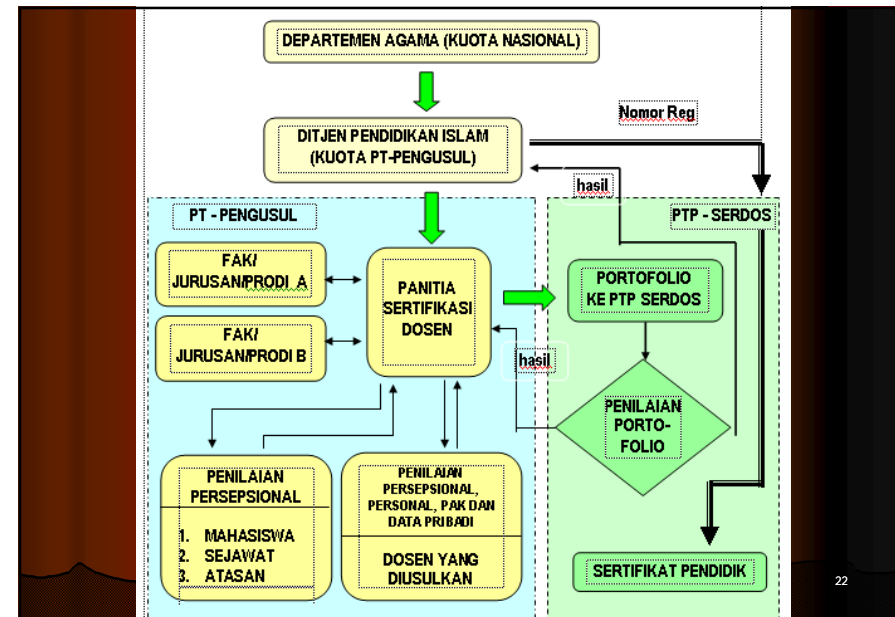 DEPARTEMEN AGAMA (KUOTA NASIONAL)
Nomor Reg
DITJEN PENDIDIKAN ISLAM
(KUOTA PT-PENGUSUL)
hasil
PT - PENGUSUL
PTP - SERDOS
FAK/
JURUSAN/PRODI A
PANITIA
SERTIFIKASI
DOSEN
PORTOFOLIO
KE PTP SERDOS
FAK/
JURUSAN/PRODI B
hasil
PENILAIAN
PORTO-
FOLIO
PENILAIAN
PERSEPSIONAL
1. MAHASISWA
2. SEJAWAT
3. ATASAN
PENILAIAN
PERSEPSIONAL,
PERSONAL, PAK DAN
DATA PRIBADI
DOSEN YANG
DIUSULKAN
SERTIFIKAT PENDIDIK
22